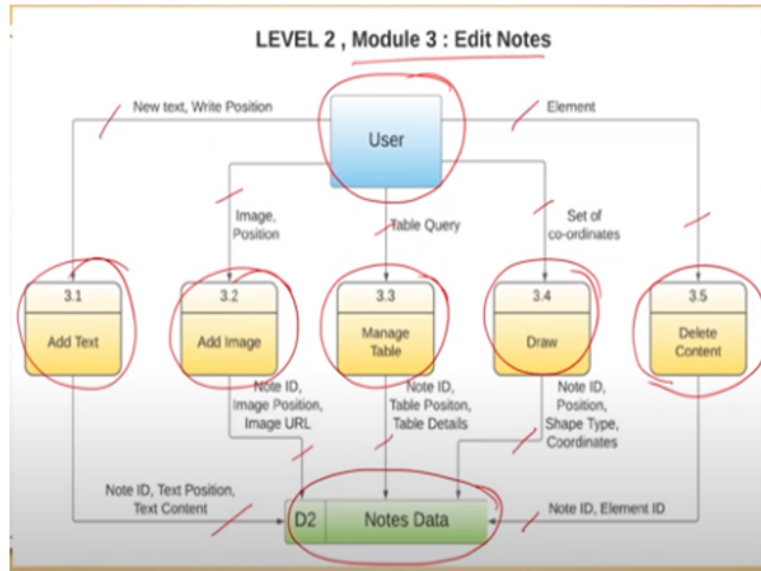 LEVEL 2 , Module 3 : Edit Notes
New text, Write Position
User
Element
Image,
Position
Table Query
Set of
co-ordinates
3.1
Add Text
3.2
Add Image
3.3
Manage
Table
3.4
Draw
3.5
Delete
Content
Note ID,
Image Position,
Image URL
Note ID,
Table Positon,
Table Details
Note ID,
Position,
Shape Type,
Coordinates
Note ID, Text Position,
Text Content
D2
Notes Data
Note ID, Element ID